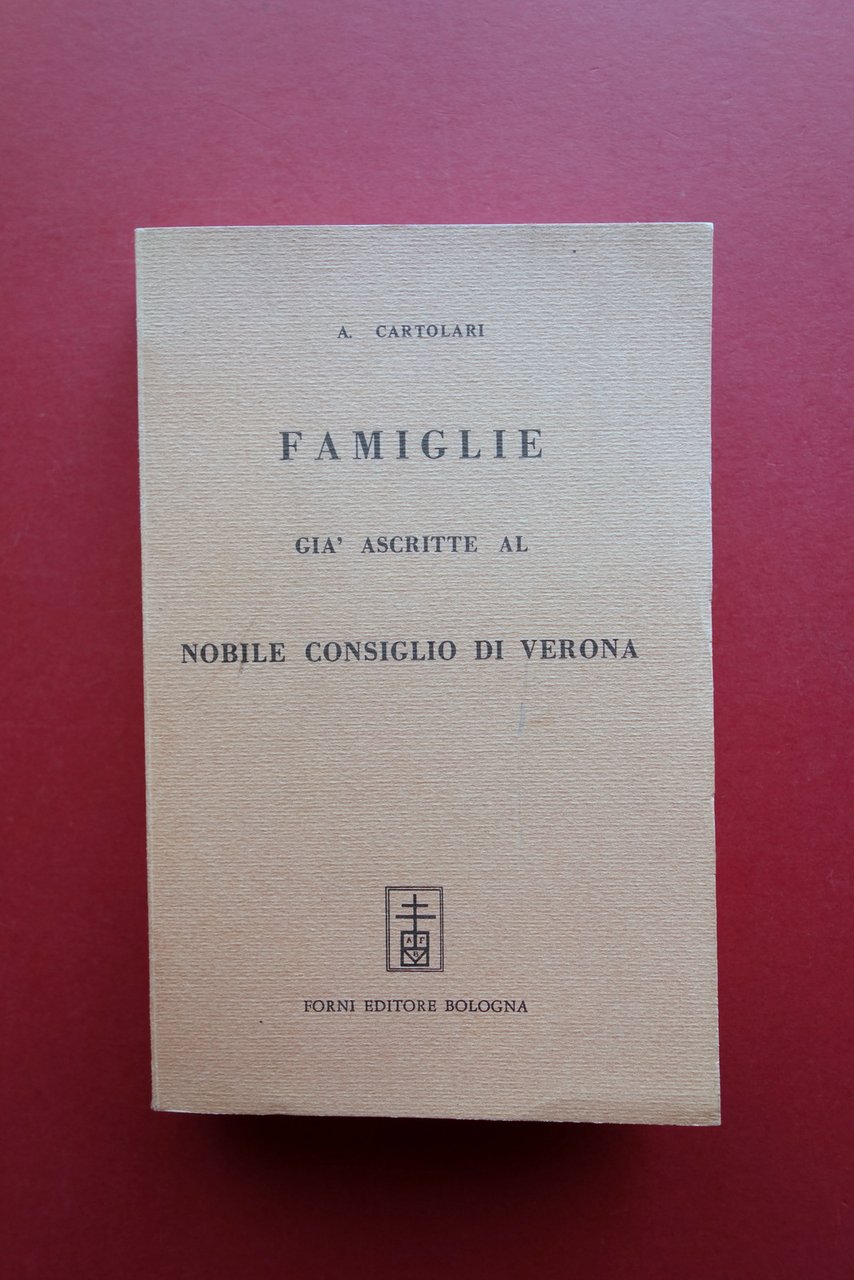 A. CARTOLARI
FAMIGLIE
GIA' ASCRITTE AL
NOBILE CONSIGLIO DI VERONA
A F
B
FORNI EDITORE BOLOGNA